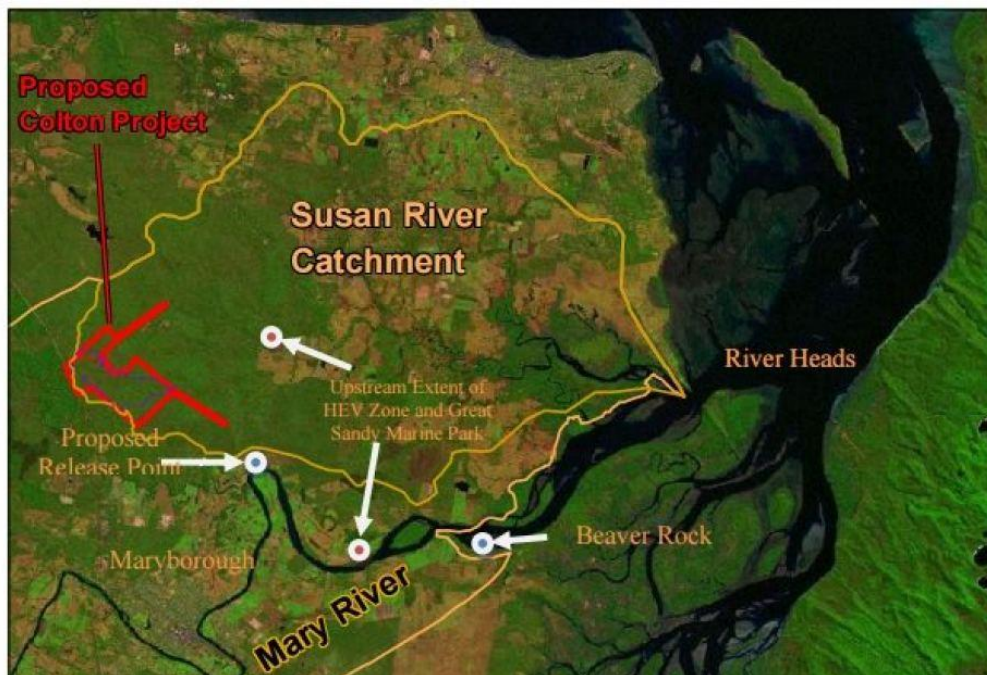 Proposed
Colton Project
Susan River
Catchment
River Heads
Upstream Extent of
HEV Zone and Great
Sandy Marine Park
Proposed
Release Point
Maryborough
Beaver Rock
Mary River